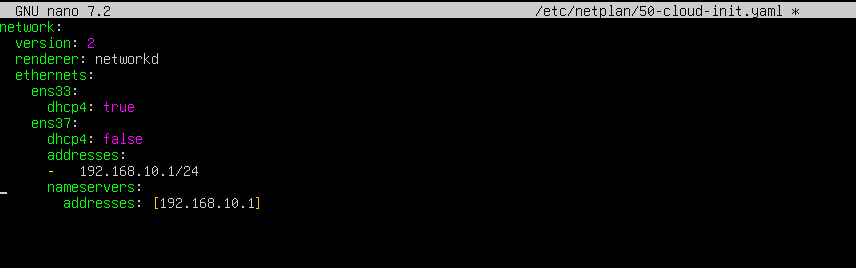 GNU nano 7.2 /etc/netplan/50-cloud-init.yaml *
network:
  version: 2
  renderer: networkd
  ethernets:
    ens33:
      dhcp4: true
    ens37:
      dhcp4: false
      addresses:
      -   192.168.10.1/24
      nameservers:
        addresses: [192.168.10.1]